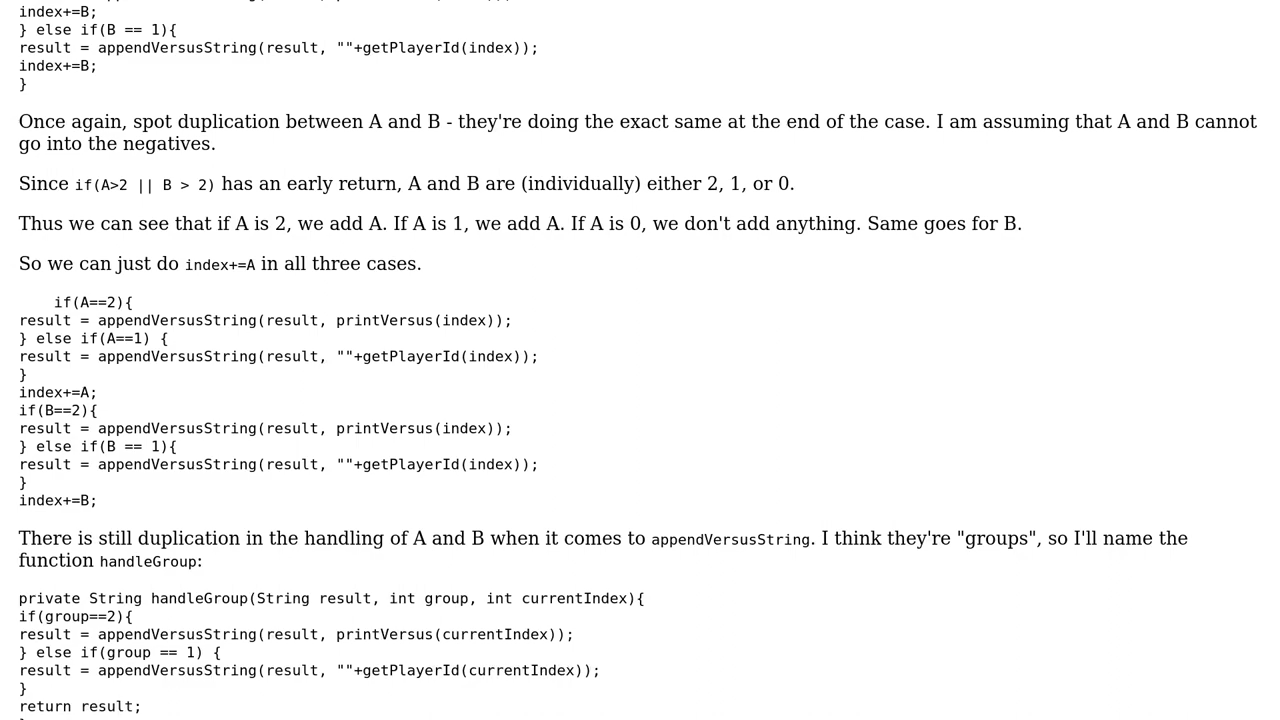 index+=B;
} else if(B == 1){
result = appendVersusString(result, ""+getPlayerId(index));
index+=B;
}
Once again, spot duplication between A and B - they're doing the exact same at the end of the case. I am assuming that A and B cannot
go into the negatives.
Since if(A>2 || B > 2) has an early return, A and B are (individually) either 2, 1, or 0.
Thus we can see that if A is 2, we add A. If A is 1, we add A. If A is 0, we don't add anything. Same goes for B.
So we can just do index+=A in all three cases.
if(A==2){
result = appendVersusString(result, printVersus(index));
} else if(A==1) {
result = appendVersusString(result, ""+getPlayerId(index));
}
index+=A;
if(B==2){
result = appendVersusString(result, printVersus(index));
} else if(B == 1){
result = appendVersusString(result, ""+getPlayerId(index));
}
index+=B;
There is still duplication in the handling of A and B when it comes to appendVersusString. I think they're "groups", so I'll name the
function handleGroup:
private String handleGroup(String result, int group, int currentIndex){
if(group==2){
result = appendVersusString(result, printVersus(currentIndex));
} else if(group == 1) {
result = appendVersusString(result, ""+getPlayerId(currentIndex));
}
return result;